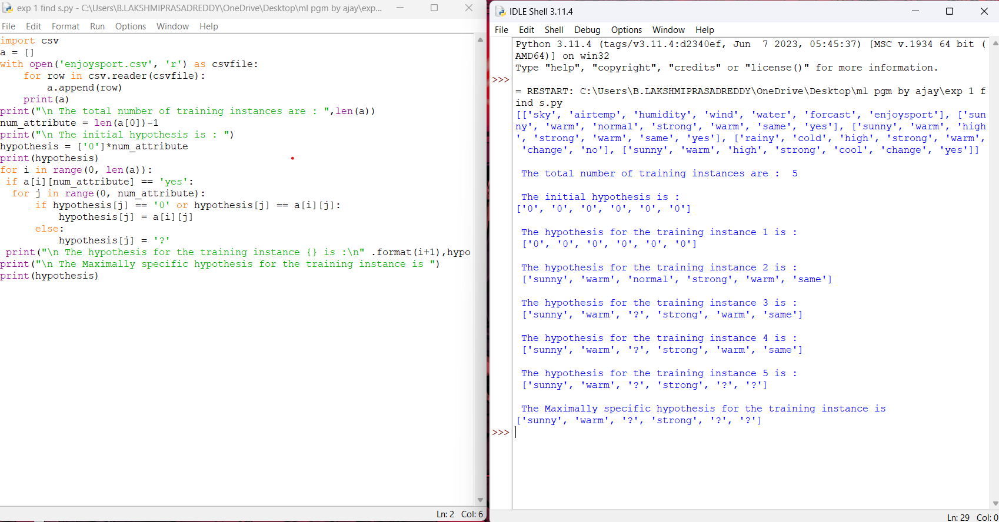 exp 1 find s.py - C:\Users\B.LAKSHMIPRASADREDDY\OneDrive\Desktop\ml pgm by ajay\exp...
File Edit Format Run Options Window Help
import csv
a = []
with open('enjoysport.csv', 'r') as csvfile:
    for row in csv.reader(csvfile):
        a.append(row)
    print(a)
print("\n The total number of training instances are : ",len(a))
num_attribute = len(a[0])-1
print("\n The initial hypothesis is : ")
hypothesis = ['0']*num_attribute
print(hypothesis)
for i in range(0, len(a)):
 if a[i][num_attribute] == 'yes':
  for j in range(0, num_attribute):
      if hypothesis[j] == '0' or hypothesis[j] == a[i][j]:
          hypothesis[j] = a[i][j]
      else:
          hypothesis[j] = '?'
 print("\n The hypothesis for the training instance {} is :\n" .format(i+1),hypo
print("\n The Maximally specific hypothesis for the training instance is ")
print(hypothesis)
Ln: 2 Col: 6
IDLE Shell 3.11.4
File Edit Shell Debug Options Window Help
Python 3.11.4 (tags/v3.11.4:d2340ef, Jun  7 2023, 05:45:37) [MSC v.1934 64 bit (
AMD64)] on win32
Type "help", "copyright", "credits" or "license()" for more information.
>>>
= RESTART: C:\Users\B.LAKSHMIPRASADREDDY\OneDrive\Desktop\ml pgm by ajay\exp 1 f
ind s.py
[['sky', 'airtemp', 'humidity', 'wind', 'water', 'forcast', 'enjoysport'], ['sun
ny', 'warm', 'normal', 'strong', 'warm', 'same', 'yes'], ['sunny', 'warm', 'high
', 'strong', 'warm', 'same', 'yes'], ['rainy', 'cold', 'high', 'strong', 'warm',
 'change', 'no'], ['sunny', 'warm', 'high', 'strong', 'cool', 'change', 'yes']]
 The total number of training instances are :  5
 The initial hypothesis is :
['0', '0', '0', '0', '0', '0']
 The hypothesis for the training instance 1 is :
 ['0', '0', '0', '0', '0', '0']
 The hypothesis for the training instance 2 is :
 ['sunny', 'warm', 'normal', 'strong', 'warm', 'same']
 The hypothesis for the training instance 3 is :
 ['sunny', 'warm', '?', 'strong', 'warm', 'same']
 The hypothesis for the training instance 4 is :
 ['sunny', 'warm', '?', 'strong', 'warm', 'same']
 The hypothesis for the training instance 5 is :
 ['sunny', 'warm', '?', 'strong', '?', '?']
 The Maximally specific hypothesis for the training instance is
['sunny', 'warm', '?', 'strong', '?', '?']
>>>
Ln: 29 Col: 0